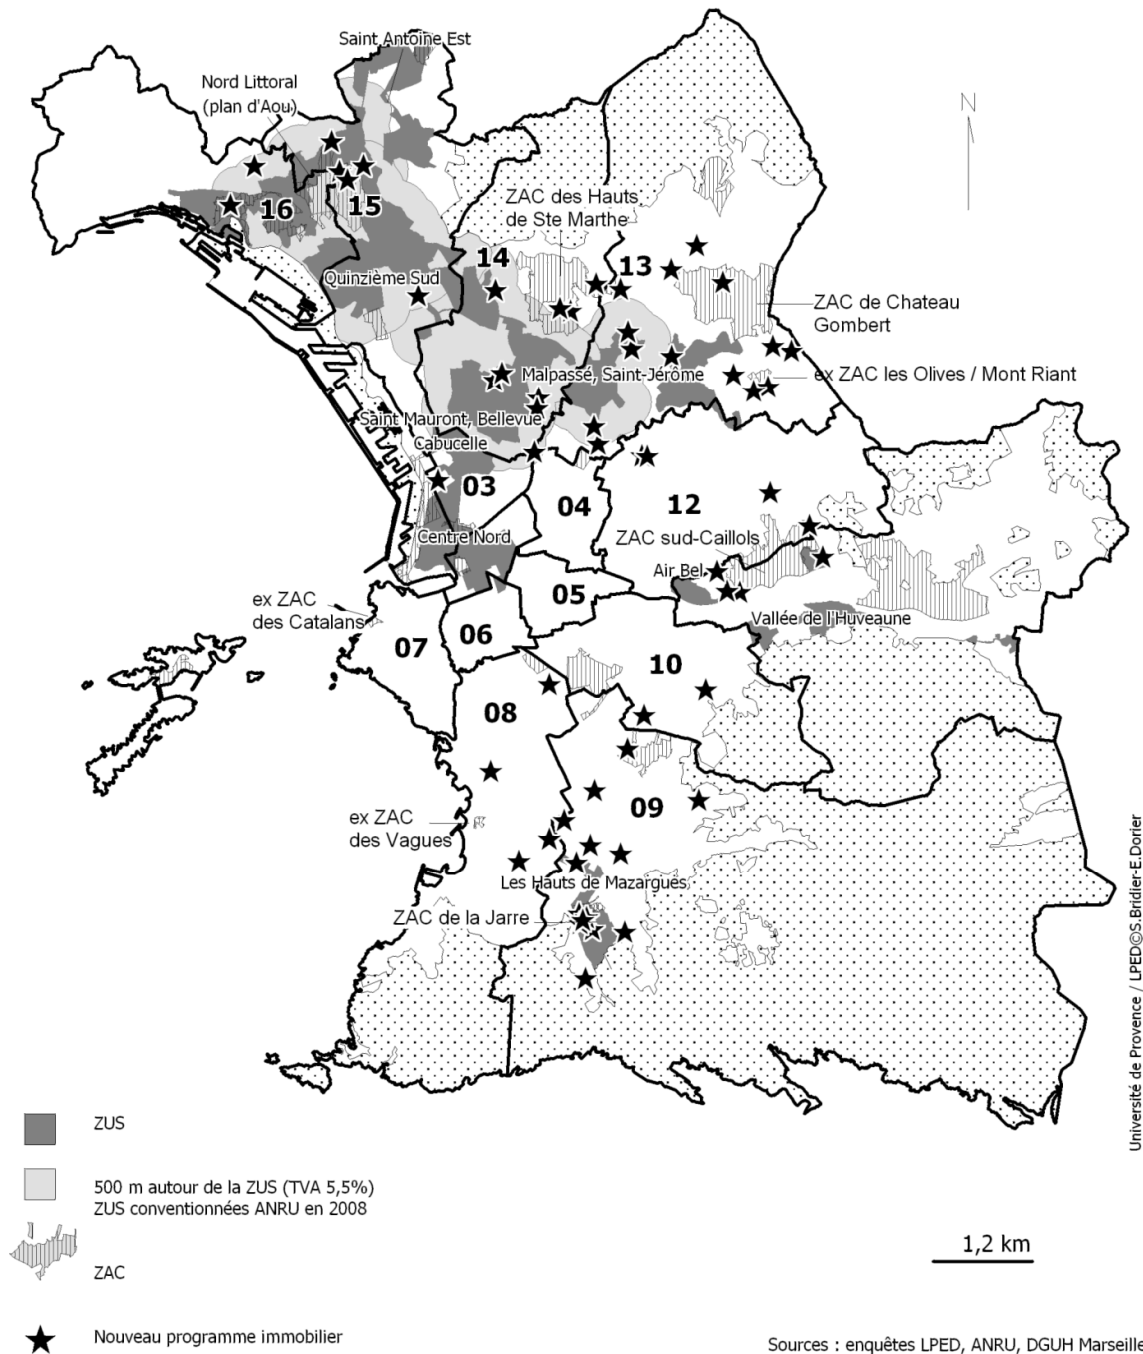 Saint Antoine Est
Nord Littoral
(plan d'Aou)
N
ZAC des Hauts
de Ste Marthe
16
15
14
13
Quinzième Sud
ZAC de Chateau
Gombert
Malpassé, Saint-Jérôme
ex ZAC les Olives / Mont Riant
Saint Mauront, Bellevue
Cabucelle
03
04
12
Centre Nord
ZAC sud-Caillols
Air Bel
ex ZAC
des Catalans
05
Vallée de l'Huveaune
07
06
10
08
09
ex ZAC
des Vagues
Les Hauts de Mazargues
ZAC de la Jarre
Université de Provence / LPED©S.Bridier-E.Dorier
ZUS
500 m autour de la ZUS (TVA 5,5%)
ZUS conventionnées ANRU en 2008
1,2 km
ZAC
Nouveau programme immobilier
Sources : enquêtes LPED, ANRU, DGUH Marseille